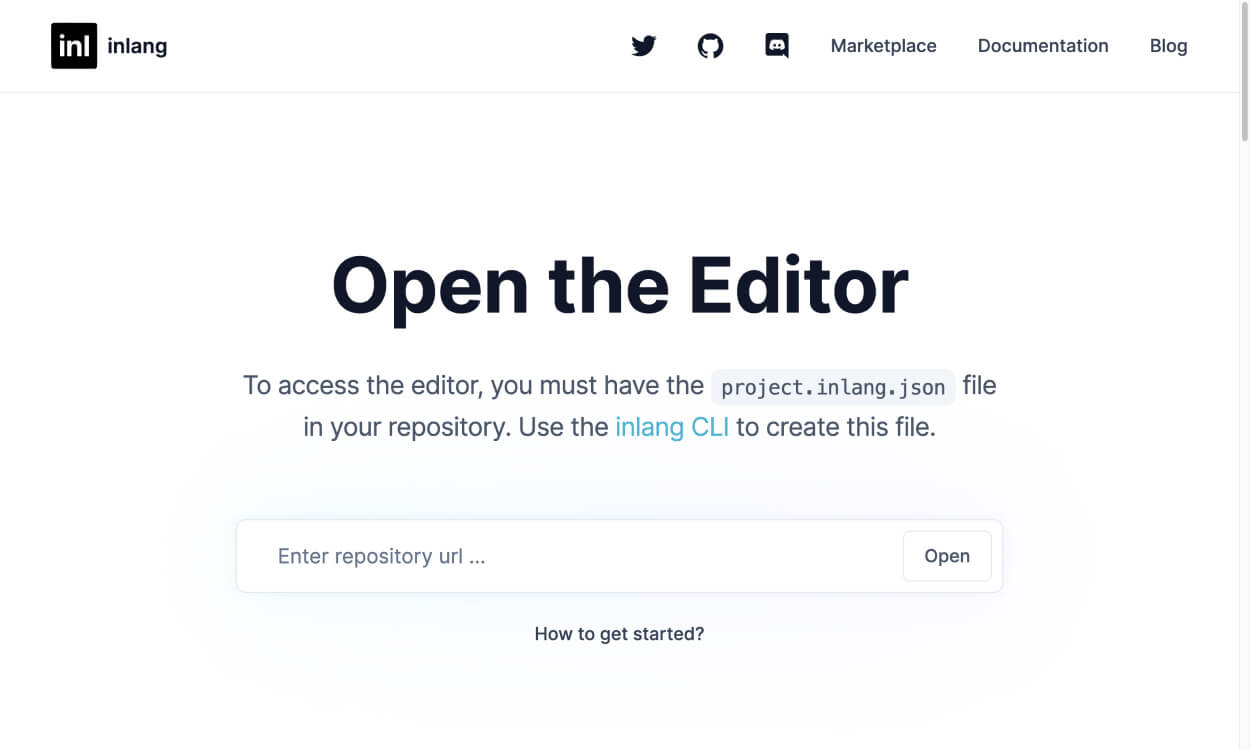 inl inlang Marketplace Documentation Blog
Open the Editor
To access the editor, you must have the project.inlang.json file
in your repository. Use the inlang CLI to create this file.
Enter repository url ... Open
How to get started?